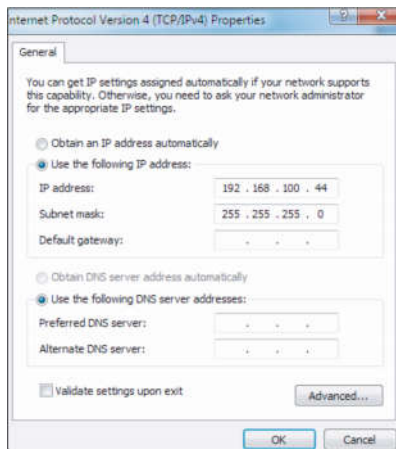 nternet Protocol Version 4 (TCP/IPv4) Properties
General
You can get IP settings assigned automatically if your network supports
this capability. Otherwise, you need to ask your network administrator
for the appropriate IP settings.
Obtain an IP address automatically
Use the following IP address:
IP address: 192 . 168 . 100 . 44
Subnet mask: 255 . 255 . 255 . 0
Default gateway: . . .
Obtain DNS server address automatically
Use the following DNS server addresses:
Preferred DNS server: . . .
Alternate DNS server: . . .
Validate settings upon exit
Advanced...
OK Cancel